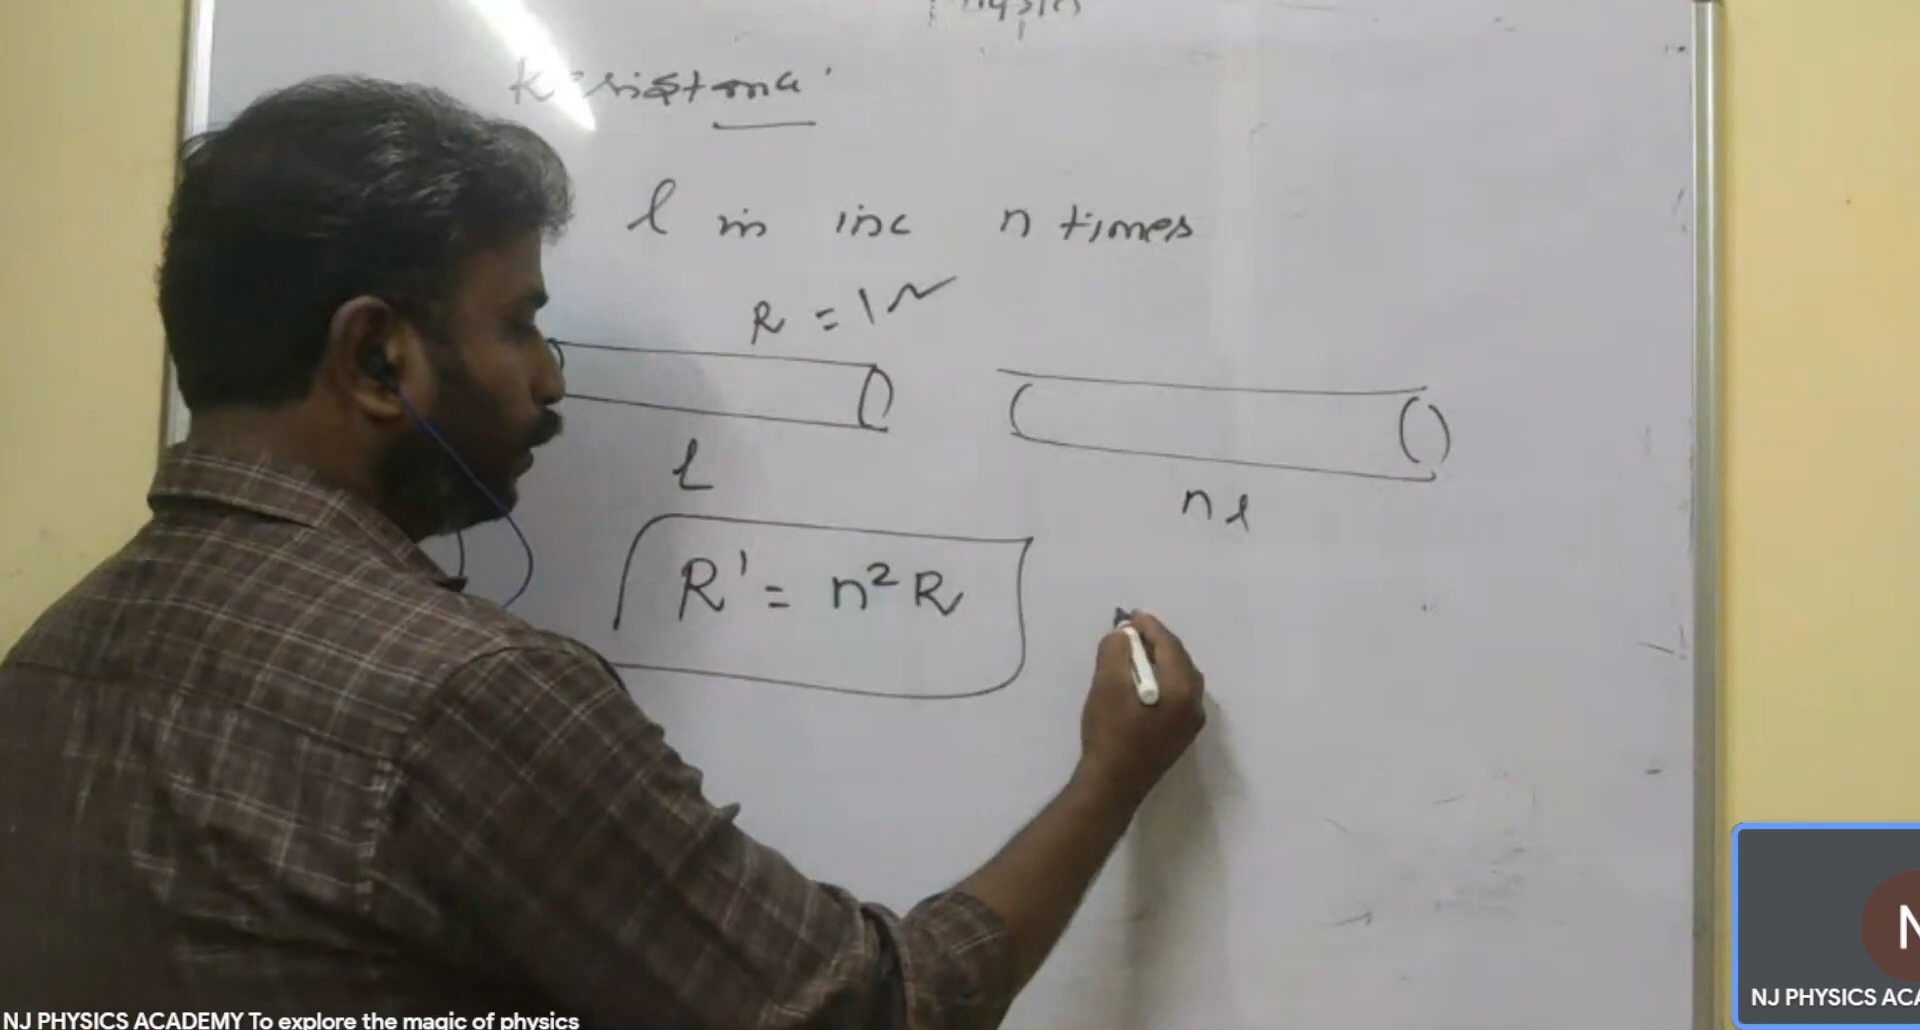 Physics
Resistance
l is inc n times
R = 1
l
nl
R' = n²R
N
NJ PHYSICS ACA
NJ PHYSICS ACADEMY To explore the magic of physics